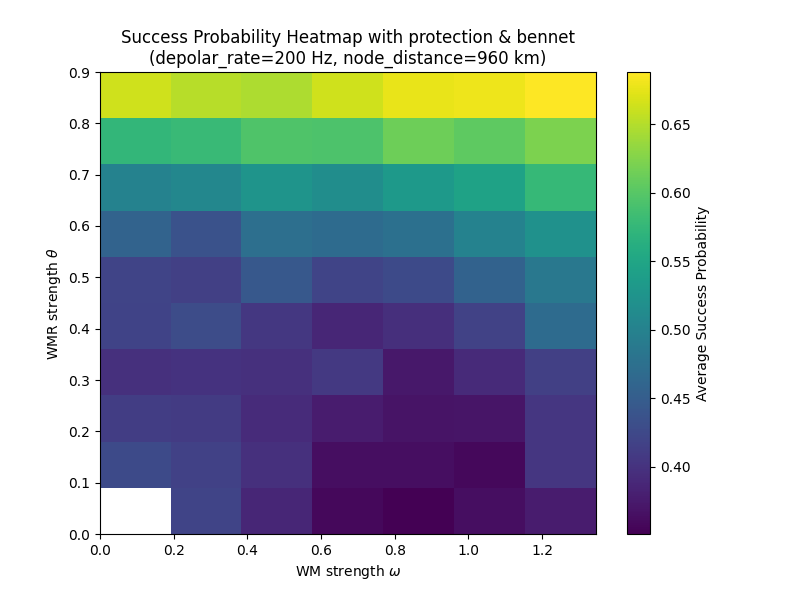 Success Probability Heatmap with protection & bennet
(depolar_rate=200 Hz, node_distance=960 km)
0.9
0.8
0.7
0.6
0.5
0.4
0.3
0.2
0.1
0.0
WMR strength θ
0.0 0.2 0.4 0.6 0.8 1.0 1.2
WM strength ω
0.65
0.60
0.55
0.50
0.45
0.40
Average Success Probability